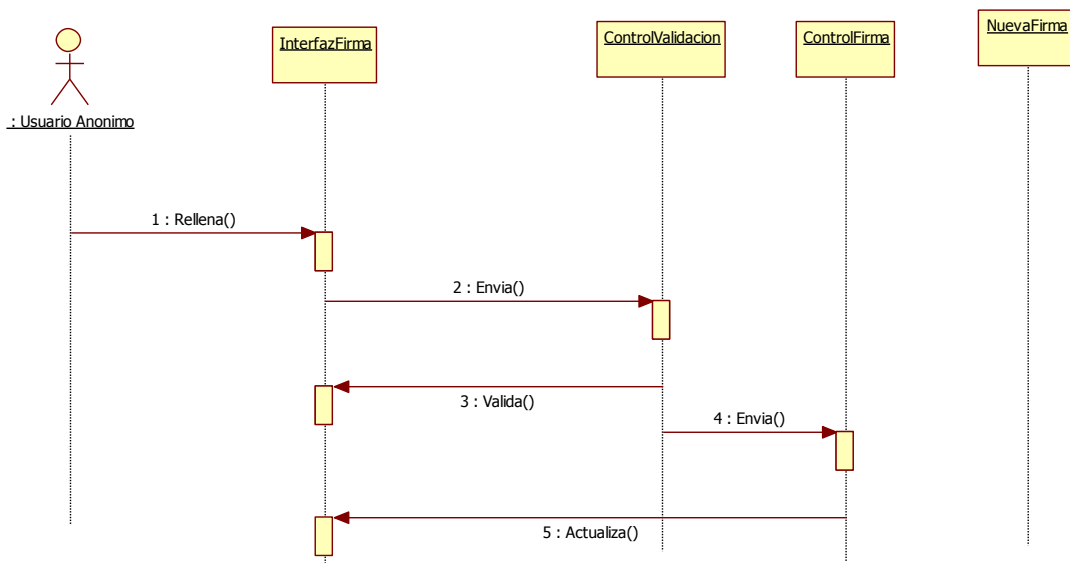 InterfazFirma
ControlValidacion
ControlFirma
NuevaFirma
: Usuario Anonimo
1 : Rellena()
2 : Envia()
3 : Valida()
4 : Envia()
5 : Actualiza()